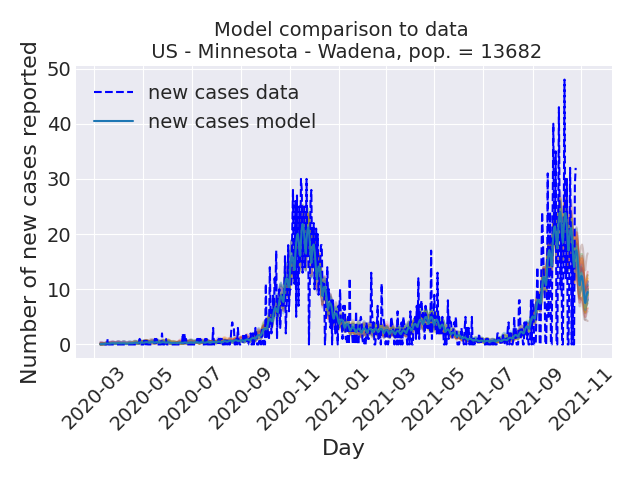 Model comparison to data
US - Minnesota - Wadena, pop. = 13682
Number of new cases reported
50
40
30
20
10
0
new cases data
new cases model
2020-03
2020-05
2020-07
2020-09
2020-11
2021-01
2021-03
2021-05
2021-07
2021-09
2021-11
Day